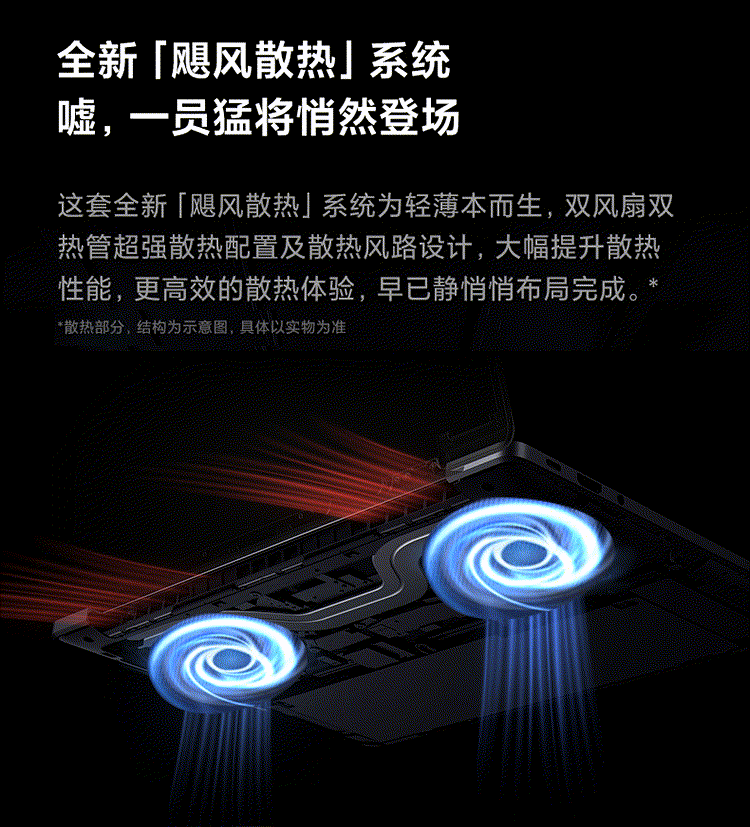 全新「飓风散热」系统
嘘，一员猛将悄然登场
这套全新「飓风散热」系统为轻薄本而生，双风扇双
热管超强散热配置及散热风路设计，大幅提升散热
性能，更高效的散热体验，早已静悄悄布局完成。*
*散热部分，结构为示意图，具体以实物为准